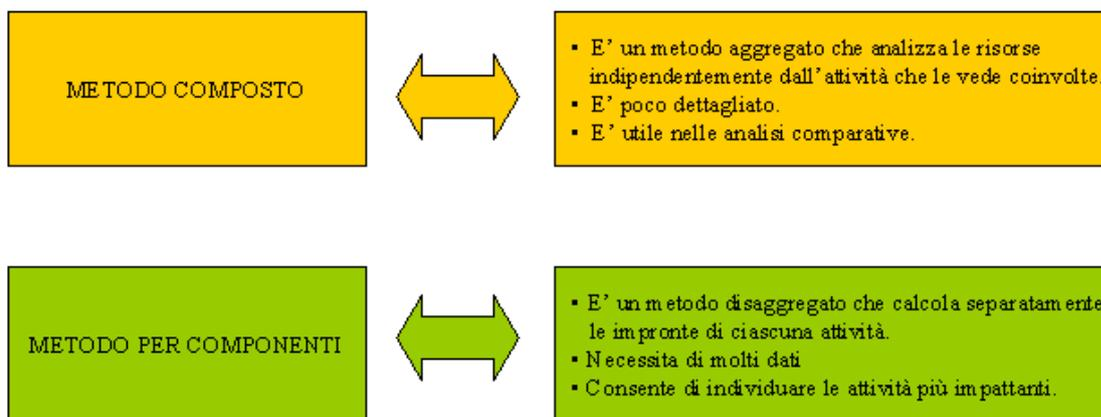 METODO COMPOSTO
▪ E’ un metodo aggregato che analizza le risorse
indipendentemente dall’attività che le vede coinvolte.
▪ E’ poco dettagliato.
▪ E’ utile nelle analisi comparative.
METODO PER COMPONENTI
▪ E’ un metodo disaggregato che calcola separatamente
le impronte di ciascuna attività.
▪ Necessita di molti dati
▪ Consente di individuare le attività più impattanti.